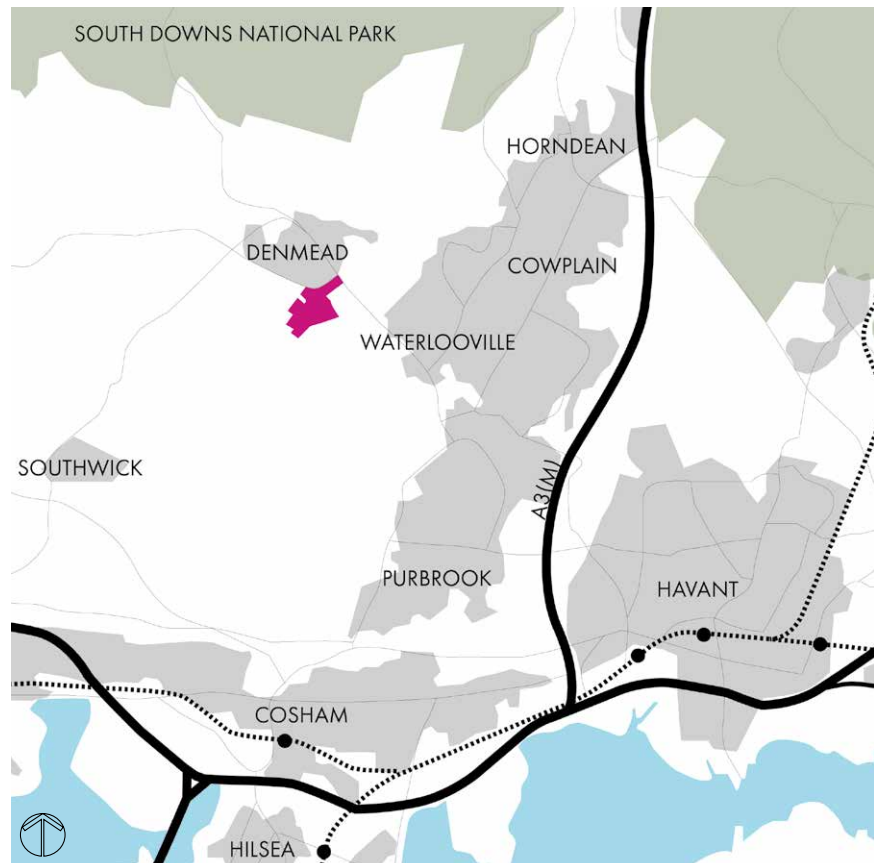 SOUTH DOWNS NATIONAL PARK
HORNDEAN
DENMEAD
COWPLAIN
WATERLOOVILLE
SOUTHWICK
A3(M)
PURBROOK
HAVANT
COSHAM
HILSEA